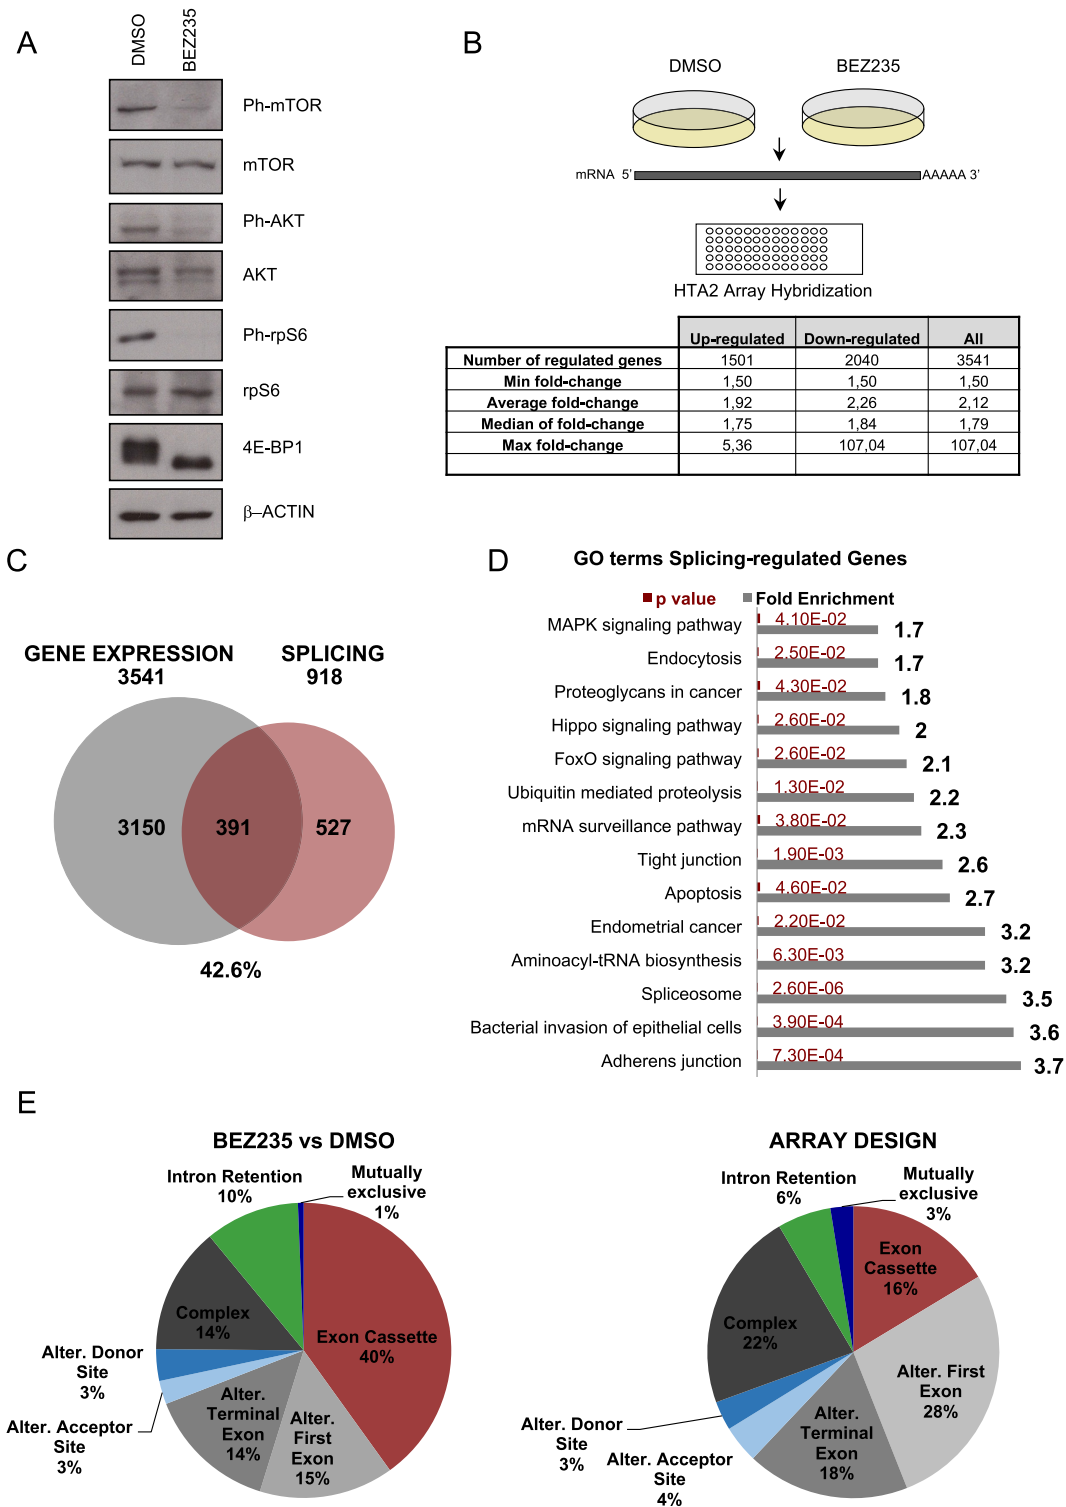 A
DMSO
BEZ235
Ph-mTOR
mTOR
Ph-AKT
AKT
Ph-rpS6
rpS6
4E-BP1
β–ACTIN
B
DMSO
BEZ235
mRNA 5' AAAAA 3'
HTA2 Array Hybridization
Up-regulated Down-regulated All
Number of regulated genes 1501 2040 3541
Min fold-change 1,50 1,50 1,50
Average fold-change 1,92 2,26 2,12
Median of fold-change 1,75 1,84 1,79
Max fold-change 5,36 107,04 107,04
C
GENE EXPRESSION
3541
SPLICING
918
3150 391 527
42.6%
D
GO terms Splicing-regulated Genes
p value Fold Enrichment
MAPK signaling pathway 4.10E-02 1.7
Endocytosis 2.50E-02 1.7
Proteoglycans in cancer 4.30E-02 1.8
Hippo signaling pathway 2.60E-02 2
FoxO signaling pathway 2.60E-02 2.1
Ubiquitin mediated proteolysis 1.30E-02 2.2
mRNA surveillance pathway 3.80E-02 2.3
Tight junction 1.90E-03 2.6
Apoptosis 4.60E-02 2.7
Endometrial cancer 2.20E-02 3.2
Aminoacyl-tRNA biosynthesis 6.30E-03 3.2
Spliceosome 2.60E-06 3.5
Bacterial invasion of epithelial cells 3.90E-04 3.6
Adherens junction 7.30E-04 3.7
E
BEZ235 vs DMSO
Intron Retention
10%
Mutually
exclusive
1%
Exon Cassette
40%
Complex
14%
Alter. Donor
Site
3%
Alter. Acceptor
Site
3%
Alter.
Terminal
Exon
14%
Alter.
First
Exon
15%
ARRAY DESIGN
Intron Retention
6%
Mutually
exclusive
3%
Exon
Cassette
16%
Complex
22%
Alter. First
Exon
28%
Alter. Donor
Site
3%
Alter. Acceptor
Site
4%
Alter.
Terminal
Exon
18%